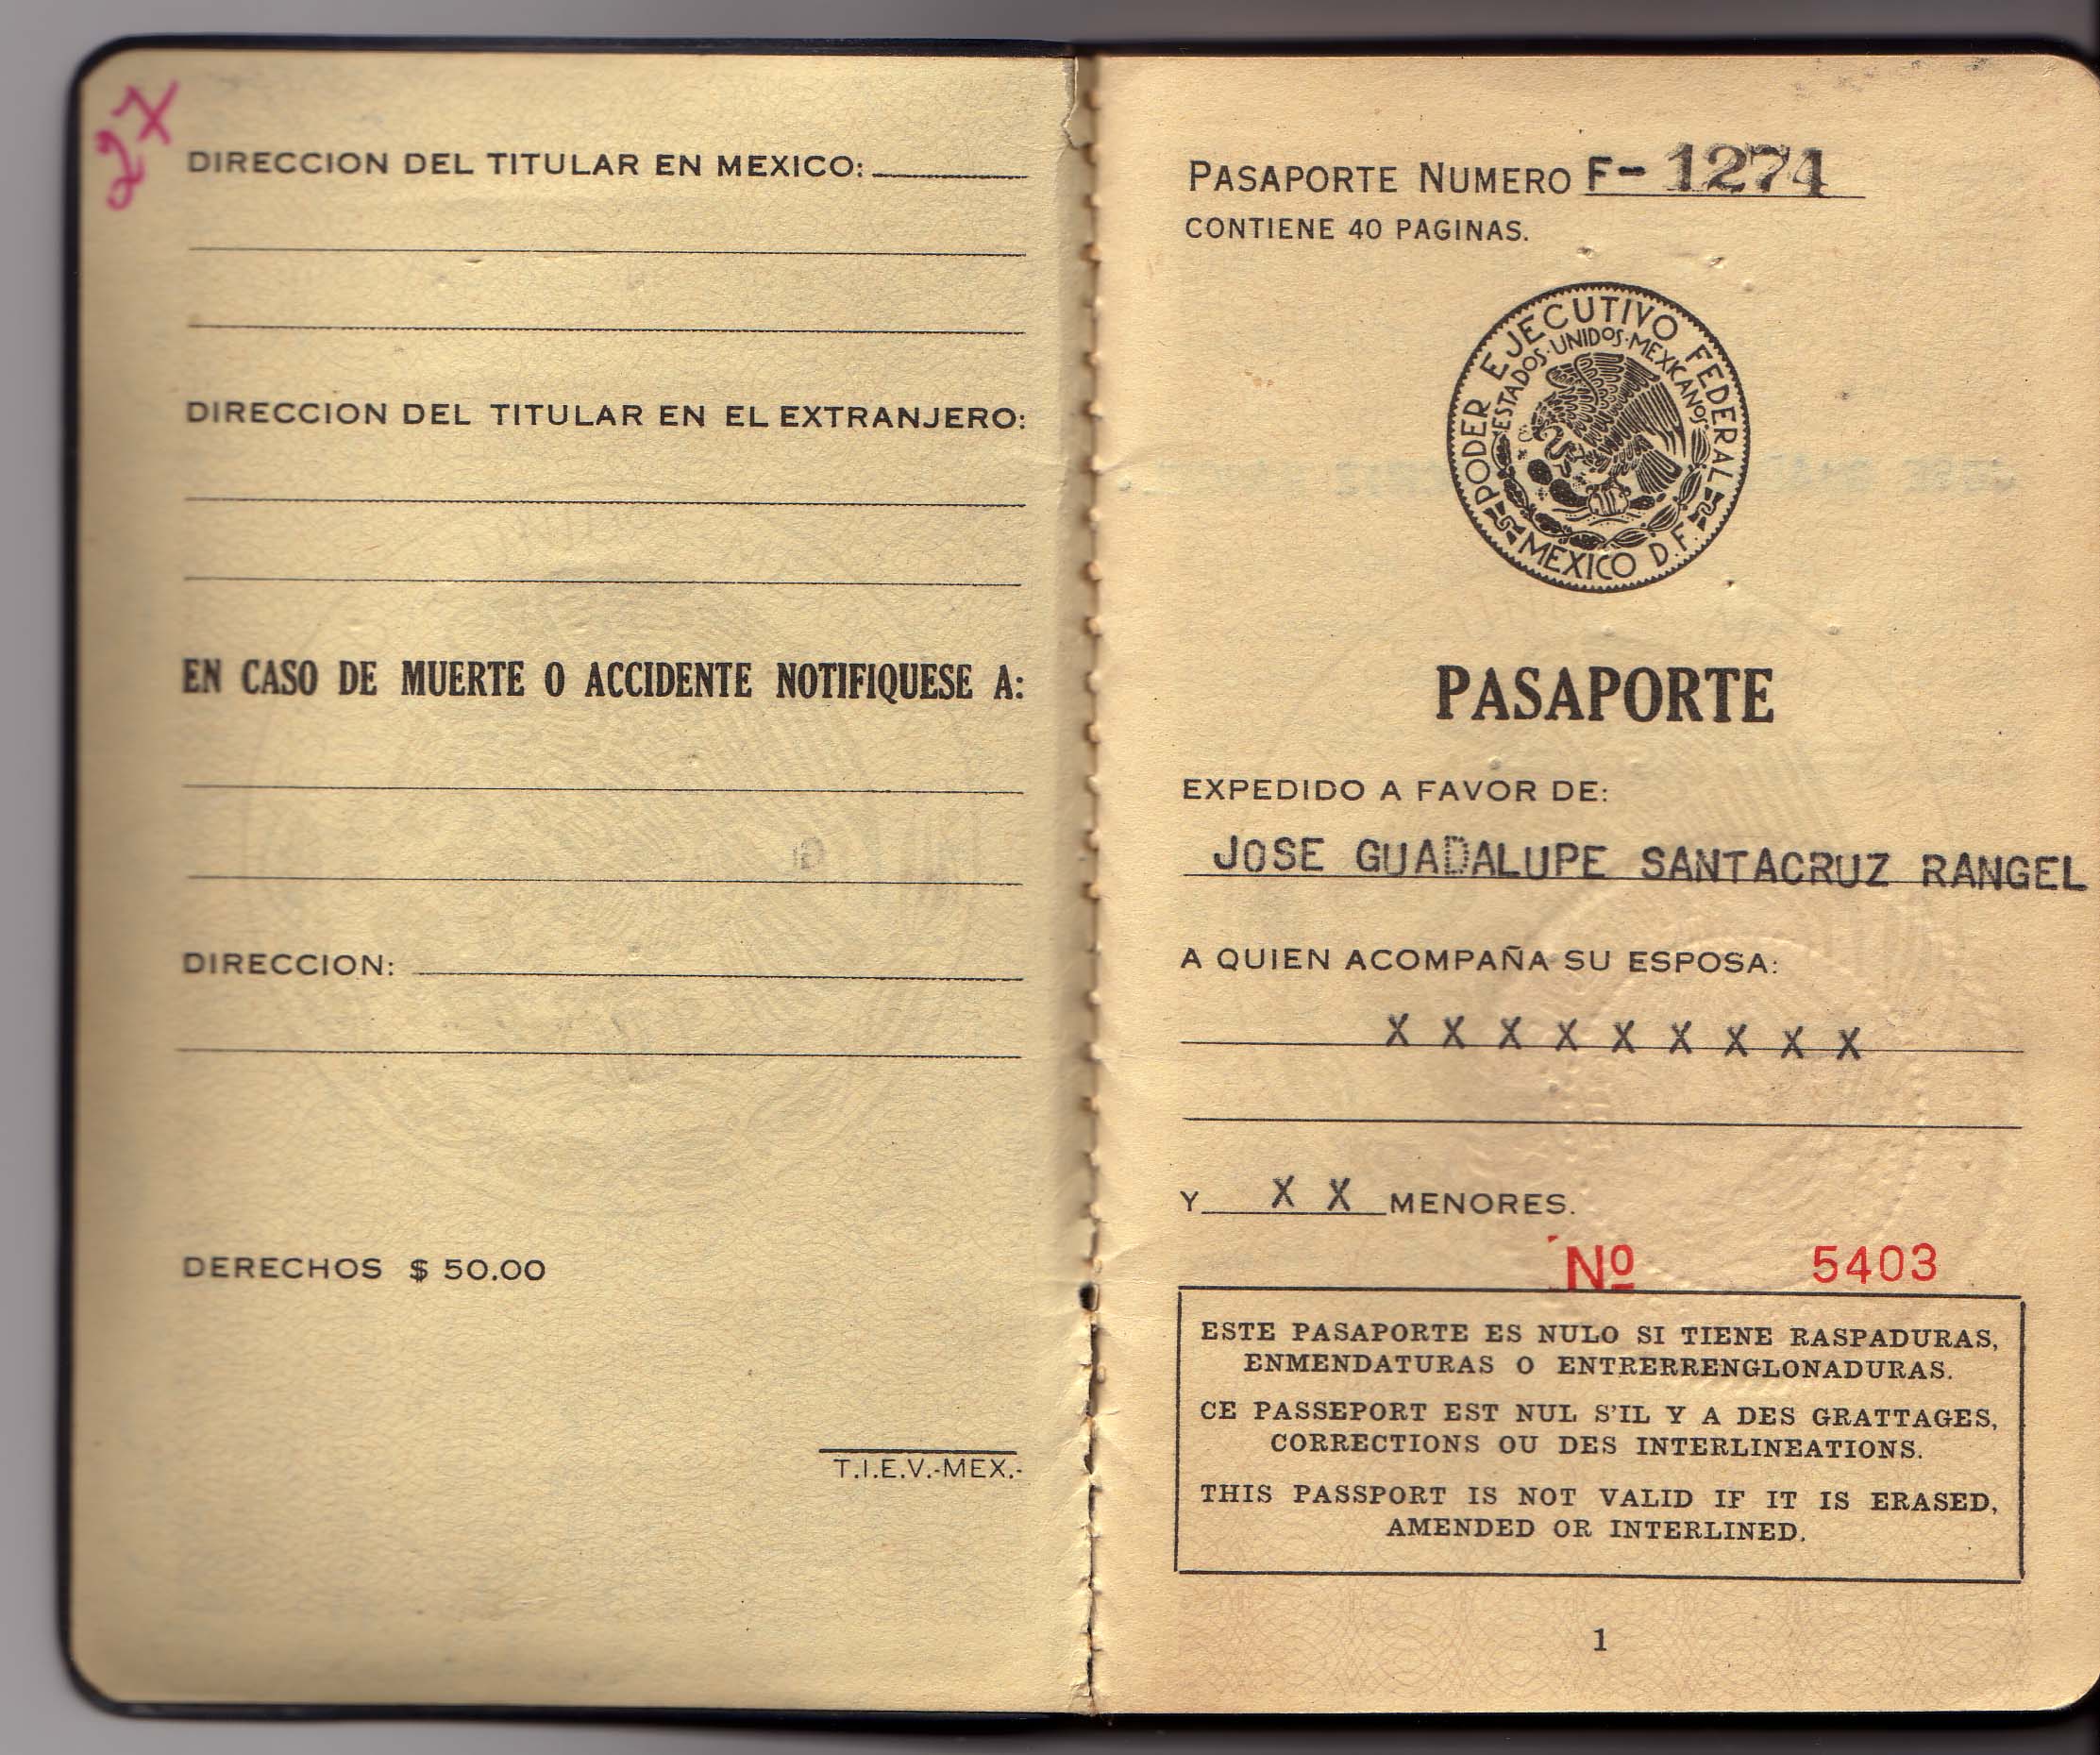 27
DIRECCION DEL TITULAR EN MEXICO:
DIRECCION DEL TITULAR EN EL EXTRANJERO:
EN CASO DE MUERTE O ACCIDENTE NOTIFIQUESE A:
DIRECCION:
DERECHOS $ 50.00
T.I.E.V.-MEX.-
PASAPORTE NUMERO F- 1274
CONTIENE 40 PAGINAS.
PODER EJECUTIVO FEDERAL
ESTADOS·UNIDOS·MEXICANOS
MEXICO D.F.
PASAPORTE
EXPEDIDO A FAVOR DE:
JOSE GUADALUPE SANTACRUZ RANGEL
A QUIEN ACOMPAÑA SU ESPOSA:
X X X X X X X X X
Y X X MENORES.
Nº 5403
ESTE PASAPORTE ES NULO SI TIENE RASPADURAS,
ENMENDATURAS O ENTRERRENGLONADURAS.
CE PASSEPORT EST NUL S'IL Y A DES GRATTAGES,
CORRECTIONS OU DES INTERLINEATIONS.
THIS PASSPORT IS NOT VALID IF IT IS ERASED,
AMENDED OR INTERLINED.
1